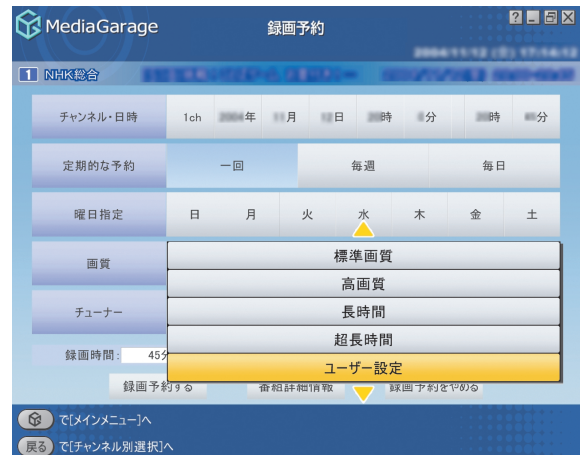 MediaGarage 録画予約
1 NHK総合
チャンネル・日時 1ch 年 月 日 時 分 時 分
定期的な予約 一回 毎週 毎日
曜日指定 日 月 火 水 木 金 土
画質 標準画質
高画質
チューナー 長時間
超長時間
録画時間: 45分 ユーザー設定
録画予約する 番組詳細情報 録画予約をやめる
で[メインメニュー]へ
戻る で[チャンネル別選択]へ